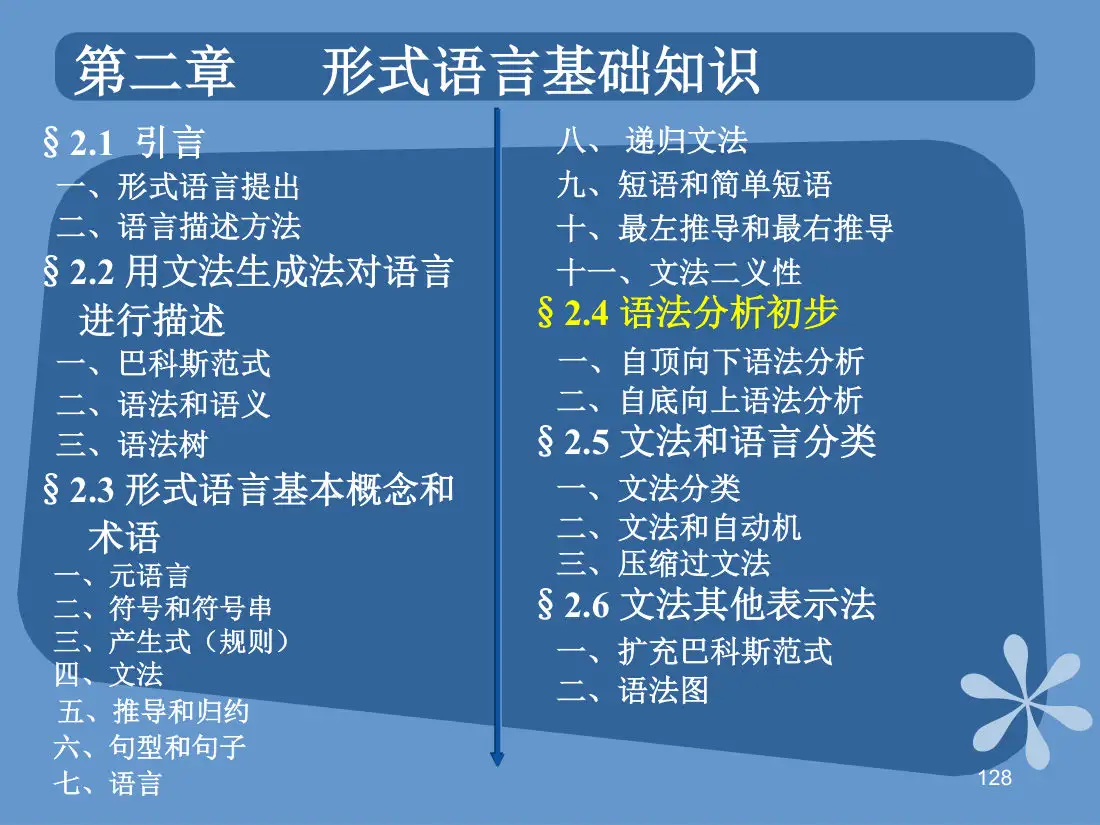 第二章 形式语言基础知识
§2.1 引言
一、形式语言提出
二、语言描述方法
§2.2 用文法生成法对语言
进行描述
一、巴科斯范式
二、语法和语义
三、语法树
§2.3 形式语言基本概念和
术语
一、元语言
二、符号和符号串
三、产生式（规则）
四、文法
五、推导和归约
六、句型和句子
七、语言
八、 递归文法
九、短语和简单短语
十、最左推导和最右推导
十一、文法二义性
§2.4 语法分析初步
一、自顶向下语法分析
二、自底向上语法分析
§2.5 文法和语言分类
一、文法分类
二、文法和自动机
三、压缩过文法
§2.6 文法其他表示法
一、扩充巴科斯范式
二、语法图
128